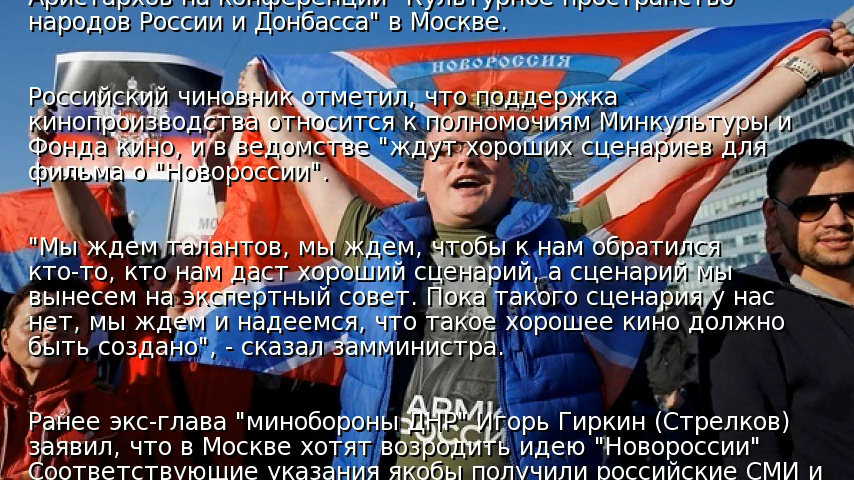 Аристархов на конференции "Культурное пространство
народов России и Донбасса" в Москве.
НОВОРОССИЯ
Российский чиновник отметил, что поддержка
кинопроизводства относится к полномочиям Минкультуры и
Фонда кино, и в ведомстве "ждут хороших сценариев для
фильма о "Новороссии".
"Мы ждем талантов, мы ждем, чтобы к нам обратился
кто-то, кто нам даст хороший сценарий, а сценарий мы
вынесем на экспертный совет. Пока такого сценария у нас
нет, мы ждем и надеемся, что такое хорошее кино должно
быть создано", - сказал замминистра.
Ранее экс-глава "минобороны ДНР" Игорь Гиркин (Стрелков)
заявил, что в Москве хотят возродить идею "Новороссии"
Соответствующие указания якобы получили российские СМИ и